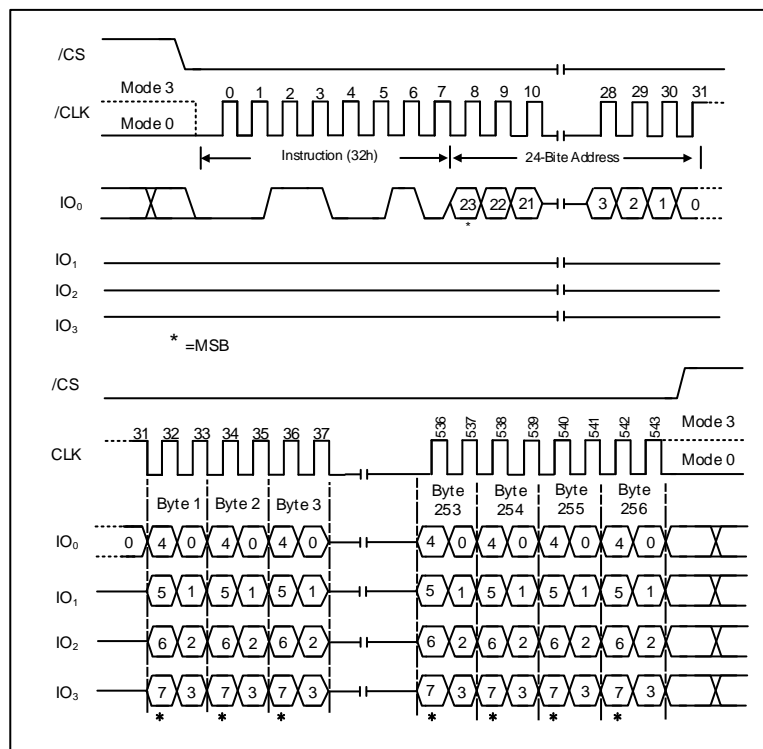 /CS
Mode 3
0 1 2 3 4 5 6 7 8 9 10 28 29 30 31
/CLK
Mode 0
Instruction (32h)
24-Bite Address
IO₀
23 22 21 3 2 1 0
*
IO₁
IO₂
IO₃
* =MSB
/CS
31 32 33 34 35 36 37 536 537 538 539 540 541 542 543
Mode 3
CLK
Mode 0
Byte 1 Byte 2 Byte 3 Byte 253 Byte 254 Byte 255 Byte 256
IO₀ 0 4 0 4 0 4 0 4 0 4 0 4 0 4 0
IO₁ 5 1 5 1 5 1 5 1 5 1 5 1 5 1
IO₂ 6 2 6 2 6 2 6 2 6 2 6 2 6 2
IO₃ 7 3 7 3 7 3 7 3 7 3 7 3 7 3
* * * * * * *